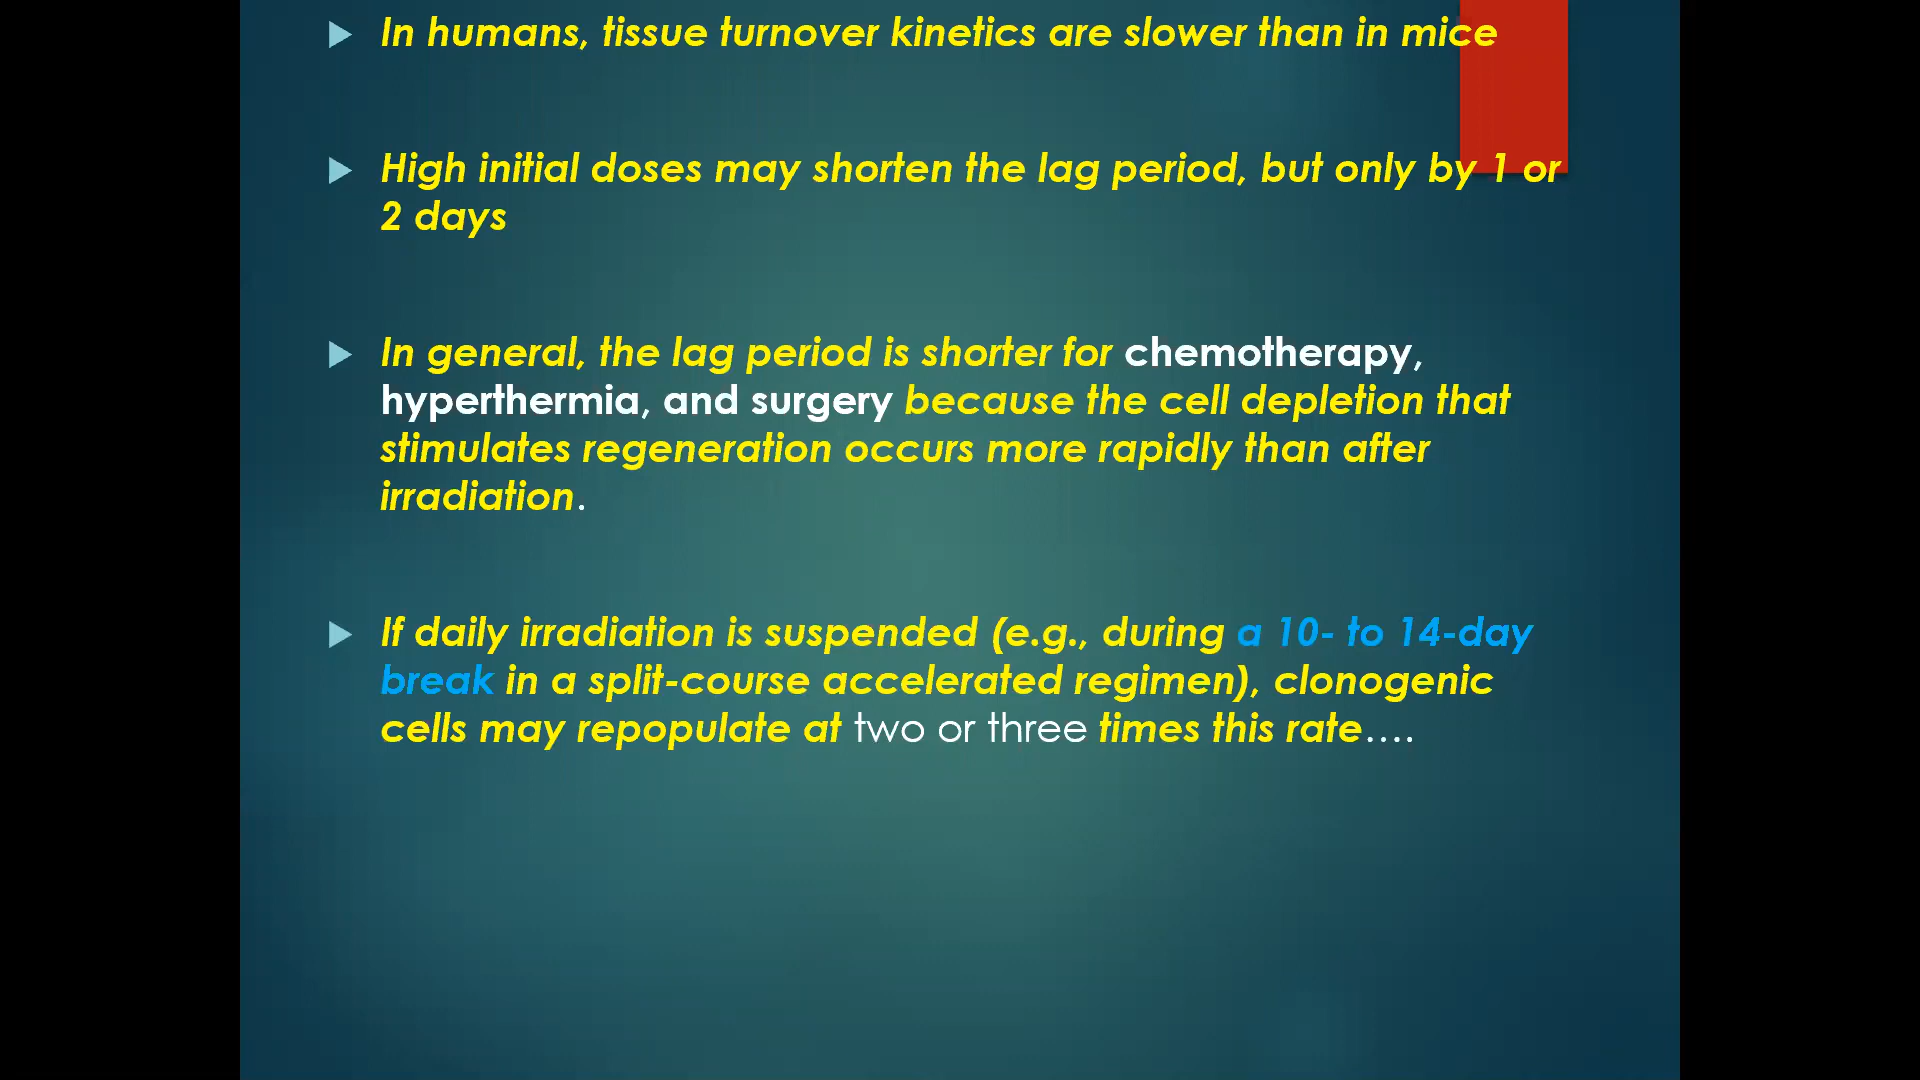 In humans, tissue turnover kinetics are slower than in mice
High initial doses may shorten the lag period, but only by 1 or
2 days
In general, the lag period is shorter for chemotherapy,
hyperthermia, and surgery because the cell depletion that
stimulates regeneration occurs more rapidly than after
irradiation.
If daily irradiation is suspended (e.g., during a 10- to 14-day
break in a split-course accelerated regimen), clonogenic
cells may repopulate at two or three times this rate….